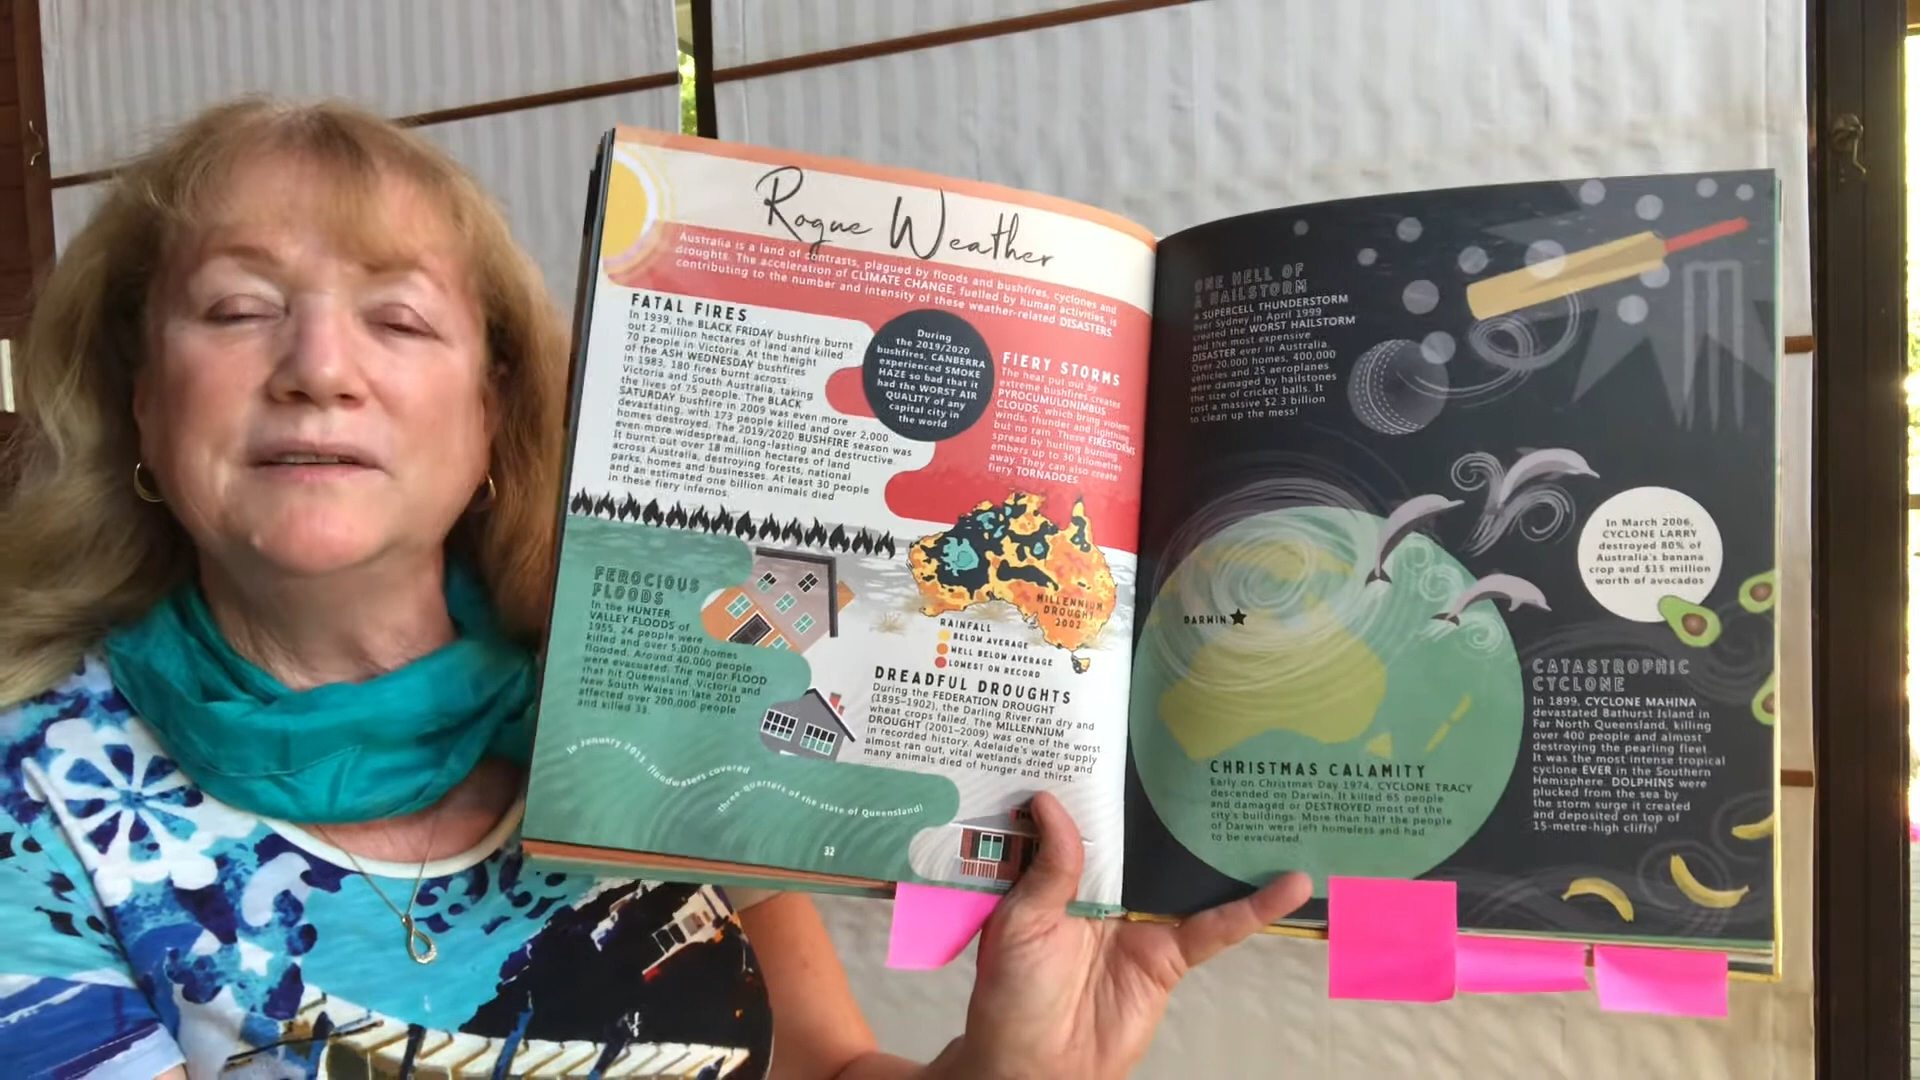 Rogue Weather
Australia is a land of contrasts, plagued by floods and bushfires, cyclones and
droughts. The acceleration of CLIMATE CHANGE, fuelled by human activities, is
contributing to the number and intensity of these weather-related DISASTERS.
FATAL FIRES
In 1939, the BLACK FRIDAY bushfire burnt
out 2 million hectares of land and killed
70 people in Victoria. At the height
of the ASH WEDNESDAY bushfires
in 1983, 180 fires burnt across
Victoria and South Australia, taking
the lives of 75 people. The BLACK
SATURDAY bushfire in 2009 was even more
devastating, with 173 people killed and over 2,000
homes destroyed. The 2019/2020 BUSHFIRE season was
even more widespread, long-lasting and destructive.
It burnt out over 18 million hectares of land
across Australia, destroying forests, national
parks, homes and businesses. At least 30 people
and an estimated one billion animals died
in these fiery infernos.
During
the 2019/2020
bushfires, CANBERRA
experienced SMOKE
HAZE so bad that it
had the WORST AIR
QUALITY of any
capital city in
the world
FIERY STORMS
The heat put out by
extreme bushfires creates
PYROCUMULONIMBUS
CLOUDS, which bring violent
winds, thunder and lightning
but no rain. These FIRESTORMS
spread by hurling burning
embers up to 30 kilometres
away. They can also create
fiery TORNADOES.
FEROCIOUS
FLOODS
In the HUNTER
VALLEY FLOODS of
1955, 24 people were
killed and over 5,000 homes
flooded. Around 40,000 people
were evacuated. The major FLOOD
that hit Queensland, Victoria and
New South Wales in late 2010
affected over 200,000 people
and killed 33.
MILLENNIUM
DROUGHT
2002
RAINFALL
BELOW AVERAGE
WELL BELOW AVERAGE
LOWEST ON RECORD
DREADFUL DROUGHTS
During the FEDERATION DROUGHT
(1895–1902), the Darling River ran dry and
wheat crops failed. The MILLENNIUM
DROUGHT (2001–2009) was one of the worst
in recorded history. Adelaide's water supply
almost ran out, vital wetlands dried up and
many animals died of hunger and thirst.
In January 2011, floodwaters covered
three-quarters of the state of Queensland!
32
ONE HELL OF
A HAILSTORM
A SUPERCELL THUNDERSTORM
over Sydney in April 1999
created the WORST HAILSTORM
and the most expensive
DISASTER ever in Australia.
Over 20,000 homes, 400,000
vehicles and 25 aeroplanes
were damaged by hailstones
the size of cricket balls. It
cost a massive $2.3 billion
to clean up the mess!
In March 2006,
CYCLONE LARRY
destroyed 80% of
Australia's banana
crop and $15 million
worth of avocados
DARWIN
CHRISTMAS CALAMITY
Early on Christmas Day 1974, CYCLONE TRACY
descended on Darwin. It killed 65 people
and damaged or DESTROYED most of the
city's buildings. More than half the people
of Darwin were left homeless and had
to be evacuated.
CATASTROPHIC
CYCLONE
In 1899, CYCLONE MAHINA
devastated Bathurst Island in
Far North Queensland, killing
over 400 people and almost
destroying the pearling fleet.
It was the most intense tropical
cyclone EVER in the Southern
Hemisphere. DOLPHINS were
plucked from the sea by
the storm surge it created
and deposited on top of
15-metre-high cliffs!